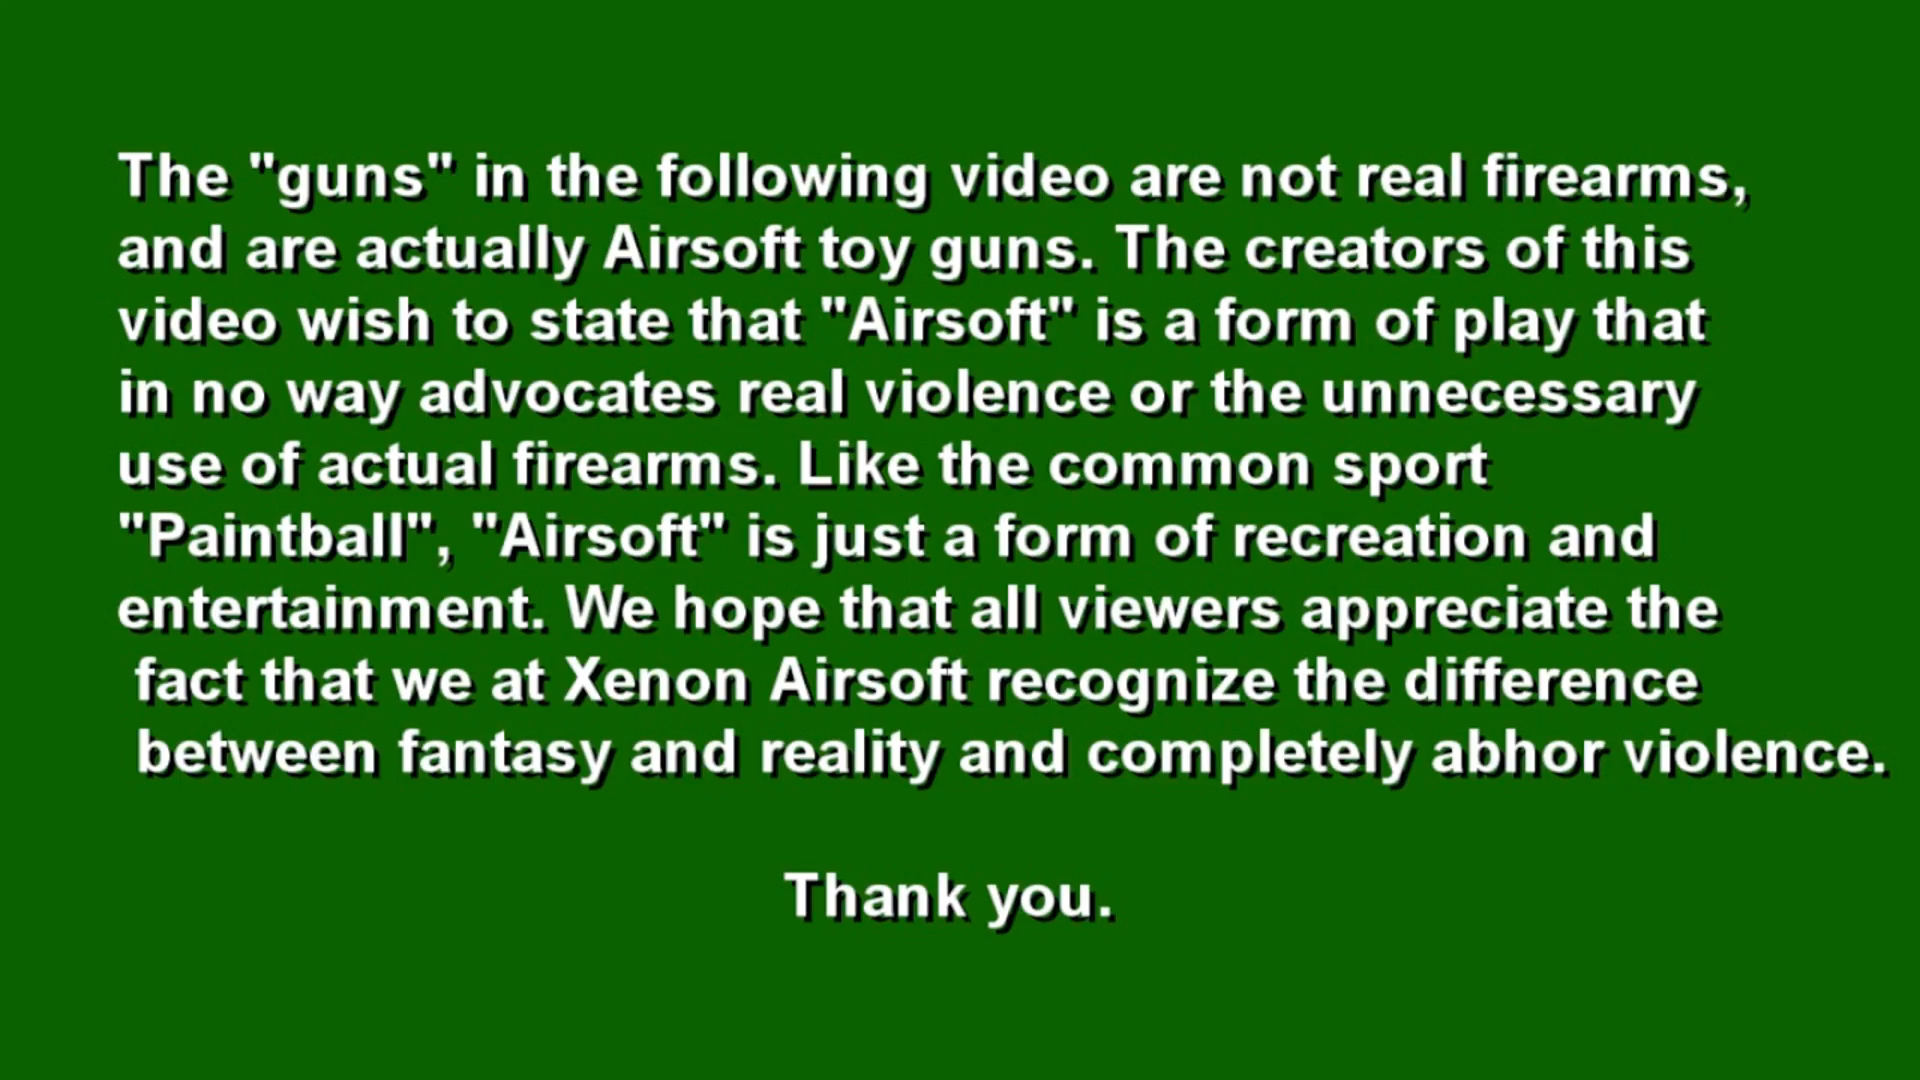 The "guns" in the following video are not real firearms,
and are actually Airsoft toy guns. The creators of this
video wish to state that "Airsoft" is a form of play that
in no way advocates real violence or the unnecessary
use of actual firearms. Like the common sport
"Paintball", "Airsoft" is just a form of recreation and
entertainment. We hope that all viewers appreciate the
fact that we at Xenon Airsoft recognize the difference
between fantasy and reality and completely abhor violence.
Thank you.